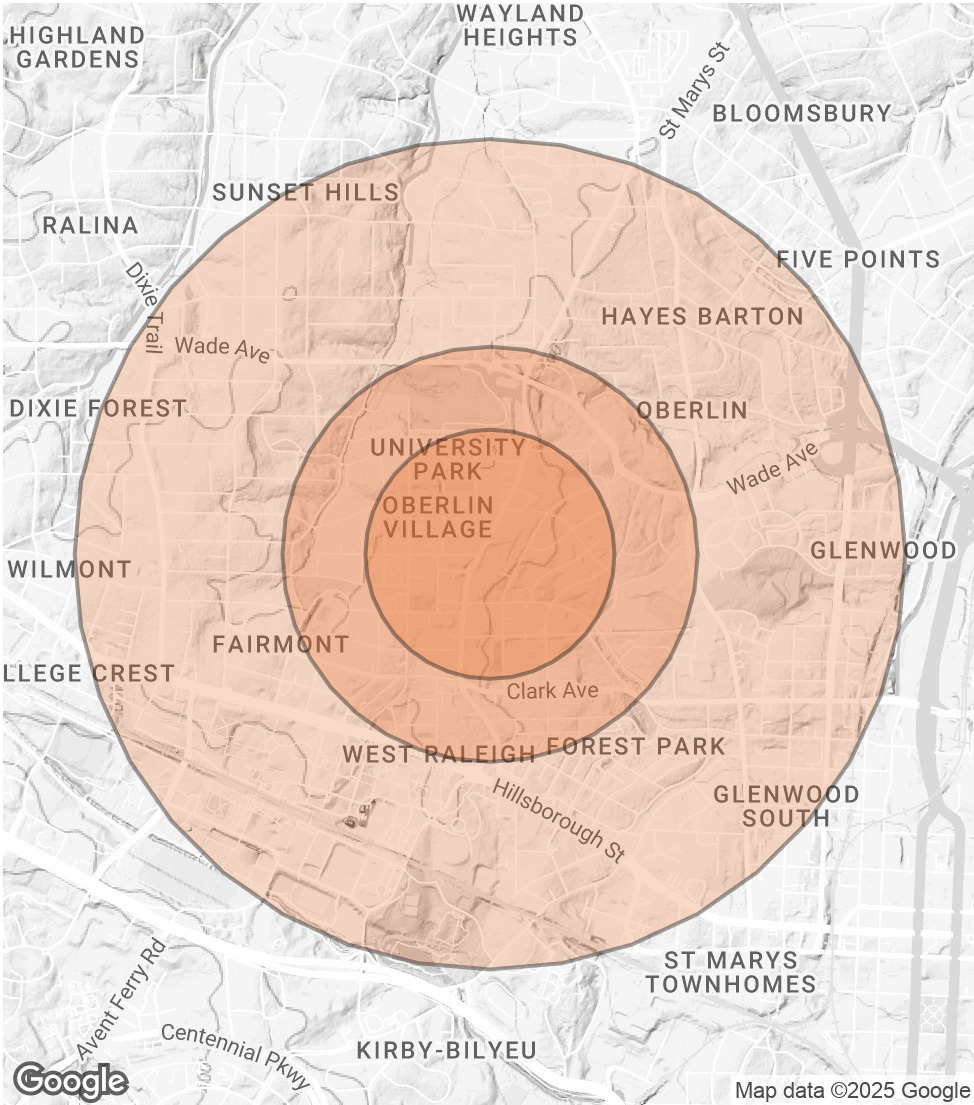 WAYLAND
HEIGHTS
HIGHLAND
GARDENS
St Marys St
BLOOMSBURY
SUNSET HILLS
RALINA
FIVE POINTS
Dixie Trail
HAYES BARTON
Wade Ave
DIXIE FOREST
OBERLIN
UNIVERSITY
PARK
Wade Ave
OBERLIN
VILLAGE
GLENWOOD
WILMONT
FAIRMONT
LLEGE CREST
Clark Ave
WEST RALEIGH
FOREST PARK
Hillsborough St
GLENWOOD
SOUTH
ST MARYS
TOWNHOMES
Avent Ferry Rd
Centennial Pkwy
KIRBY-BILYEU
Google
Map data ©2025 Google